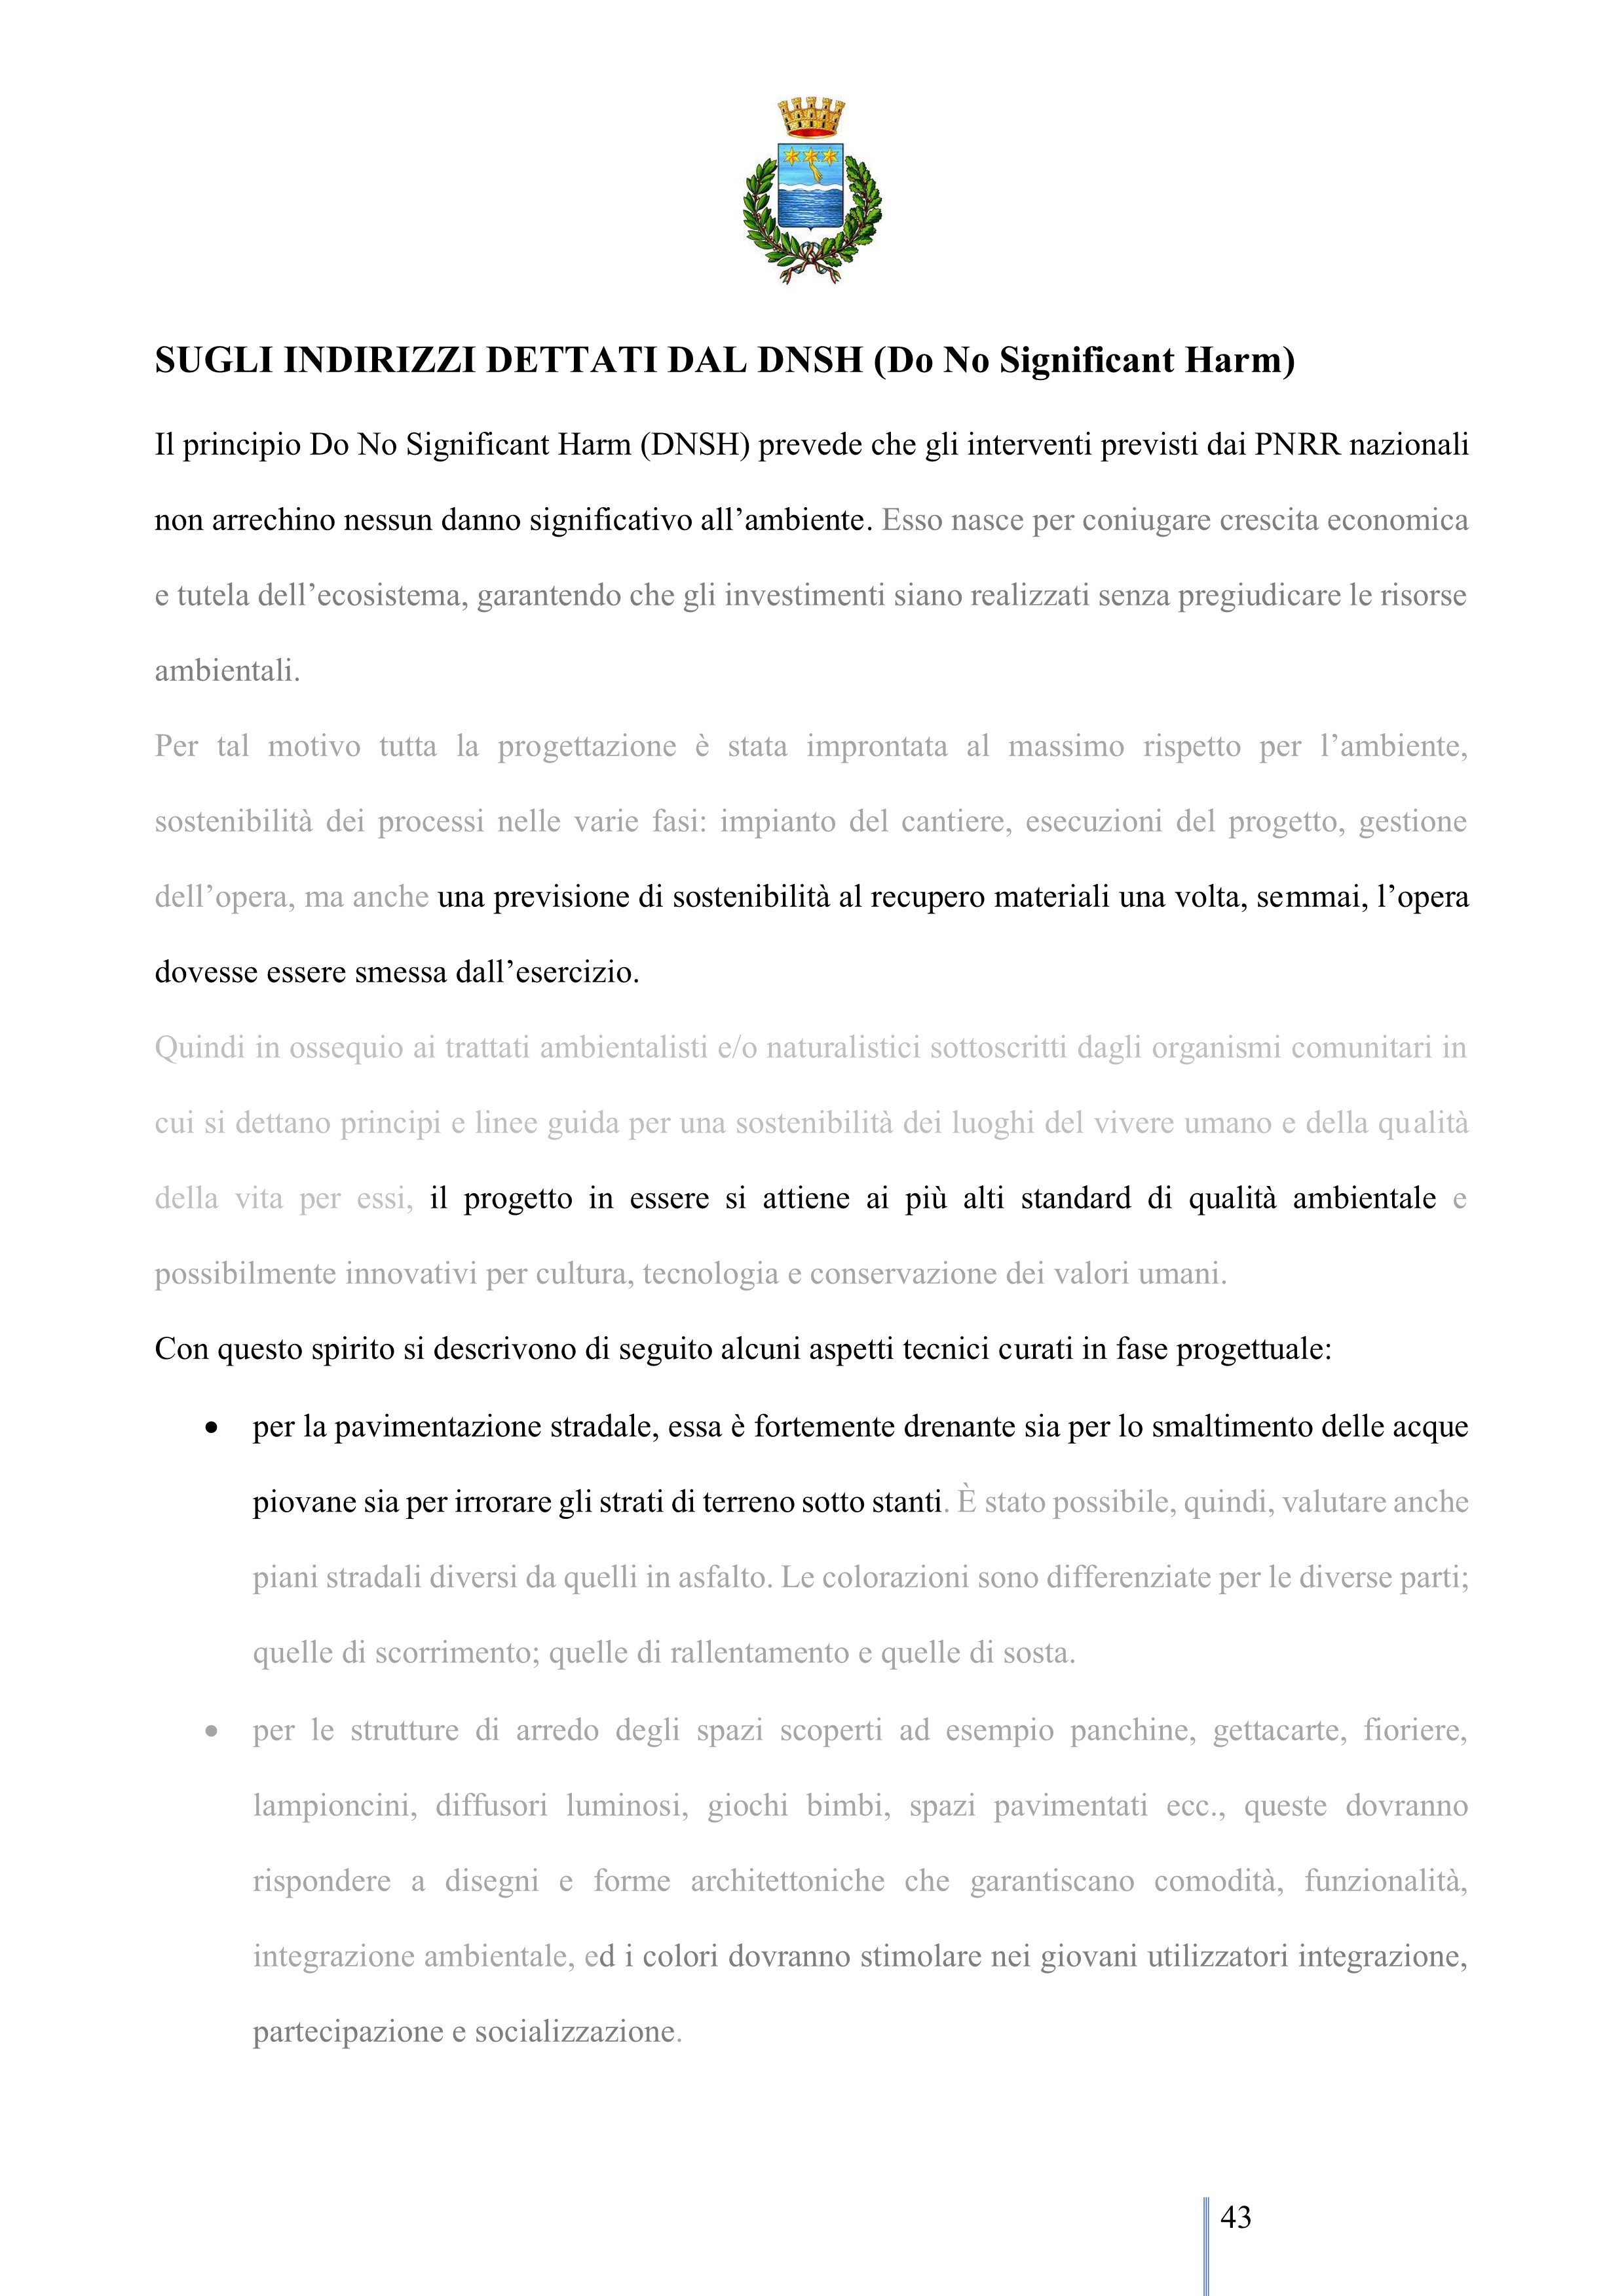 SUGLI INDIRIZZI DETTATI DAL DNSH (Do No Significant Harm)
Il principio Do No Significant Harm (DNSH) prevede che gli interventi previsti dai PNRR nazionali
non arrechino nessun danno significativo all’ambiente. Esso nasce per coniugare crescita economica
e tutela dell’ecosistema, garantendo che gli investimenti siano realizzati senza pregiudicare le risorse
ambientali.
Per tal motivo tutta la progettazione è stata improntata al massimo rispetto per l’ambiente,
sostenibilità dei processi nelle varie fasi: impianto del cantiere, esecuzioni del progetto, gestione
dell’opera, ma anche una previsione di sostenibilità al recupero materiali una volta, semmai, l’opera
dovesse essere smessa dall’esercizio.
Quindi in ossequio ai trattati ambientalisti e/o naturalistici sottoscritti dagli organismi comunitari in
cui si dettano principi e linee guida per una sostenibilità dei luoghi del vivere umano e della qualità
della vita per essi, il progetto in essere si attiene ai più alti standard di qualità ambientale e
possibilmente innovativi per cultura, tecnologia e conservazione dei valori umani.
Con questo spirito si descrivono di seguito alcuni aspetti tecnici curati in fase progettuale:
• per la pavimentazione stradale, essa è fortemente drenante sia per lo smaltimento delle acque
piovane sia per irrorare gli strati di terreno sotto stanti. È stato possibile, quindi, valutare anche
piani stradali diversi da quelli in asfalto. Le colorazioni sono differenziate per le diverse parti;
quelle di scorrimento; quelle di rallentamento e quelle di sosta.
• per le strutture di arredo degli spazi scoperti ad esempio panchine, gettacarte, fioriere,
lampioncini, diffusori luminosi, giochi bimbi, spazi pavimentati ecc., queste dovranno
rispondere a disegni e forme architettoniche che garantiscano comodità, funzionalità,
integrazione ambientale, ed i colori dovranno stimolare nei giovani utilizzatori integrazione,
partecipazione e socializzazione.
43